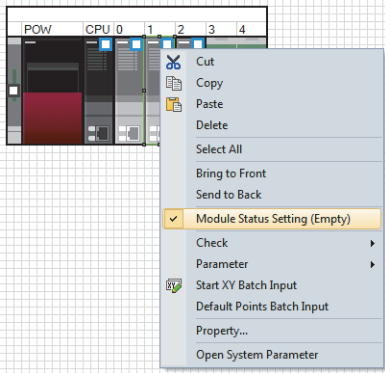 POW CPU 0 1 2 3 4
Cut
Copy
Paste
Delete
Select All
Bring to Front
Send to Back
Module Status Setting (Empty)
Check
Parameter
Start XY Batch Input
Default Points Batch Input
Property...
Open System Parameter